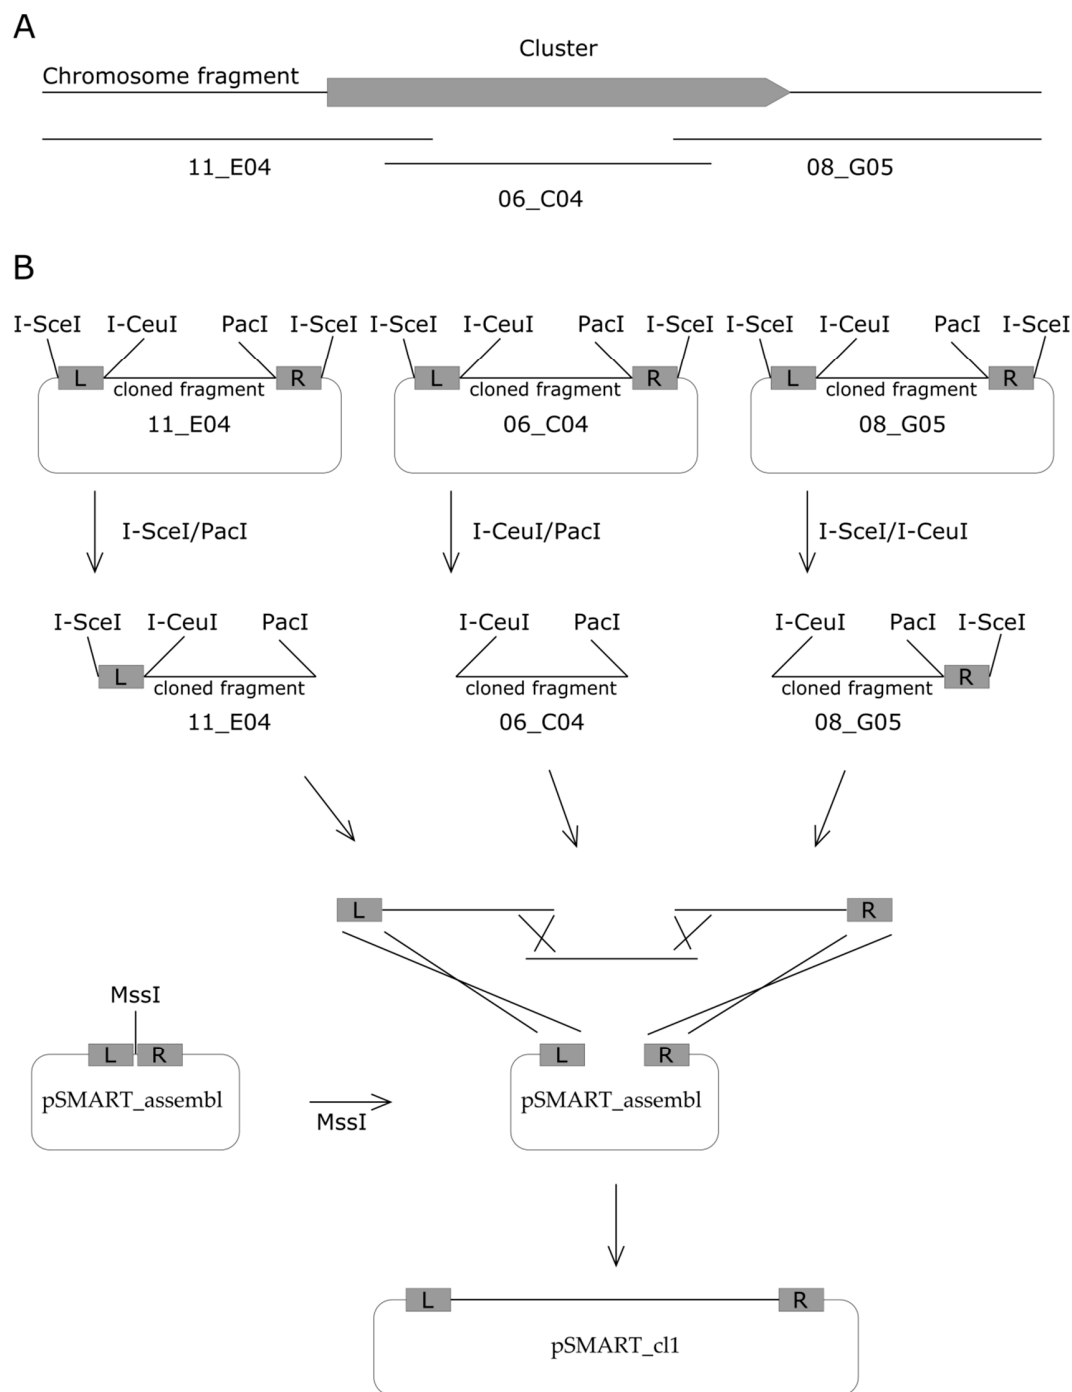 A
Cluster
Chromosome fragment
11_E04
08_G05
06_C04
B
I-SceI I-CeuI PacI I-SceI I-SceI I-CeuI PacI I-SceI I-SceI I-CeuI PacI I-SceI
L R L R L R
cloned fragment cloned fragment cloned fragment
11_E04 06_C04 08_G05
I-SceI/PacI I-CeuI/PacI I-SceI/I-CeuI
I-SceI I-CeuI PacI I-CeuI PacI I-CeuI PacI I-SceI
L R
cloned fragment cloned fragment cloned fragment
11_E04 06_C04 08_G05
L R
MssI
L R L R
pSMART_assembl pSMART_assembl
MssI
L R
pSMART_cl1